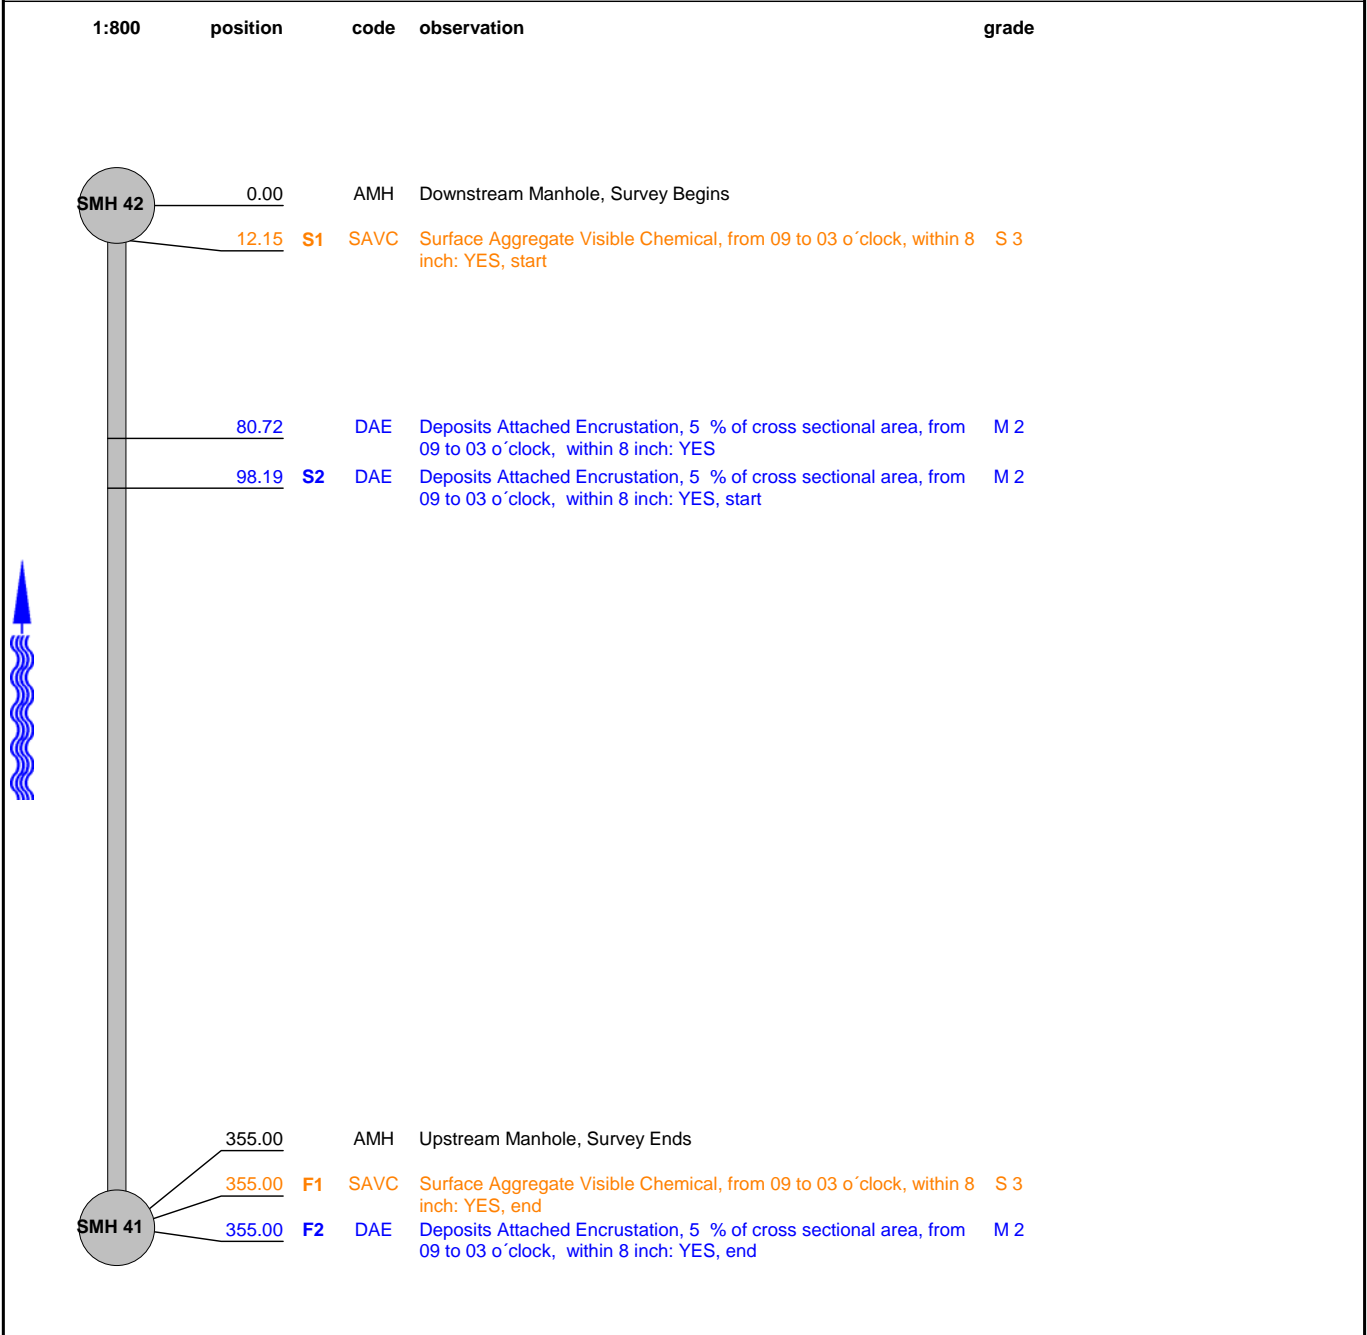 1:800 position code observation grade
SMH 42
0.00 AMH Downstream Manhole, Survey Begins
12.15 S1 SAVC Surface Aggregate Visible Chemical, from 09 to 03 o´clock, within 8 S 3
inch: YES, start
80.72 DAE Deposits Attached Encrustation, 5 % of cross sectional area, from M 2
09 to 03 o´clock, within 8 inch: YES
98.19 S2 DAE Deposits Attached Encrustation, 5 % of cross sectional area, from M 2
09 to 03 o´clock, within 8 inch: YES, start
355.00 AMH Upstream Manhole, Survey Ends
355.00 F1 SAVC Surface Aggregate Visible Chemical, from 09 to 03 o´clock, within 8 S 3
inch: YES, end
SMH 41
355.00 F2 DAE Deposits Attached Encrustation, 5 % of cross sectional area, from M 2
09 to 03 o´clock, within 8 inch: YES, end